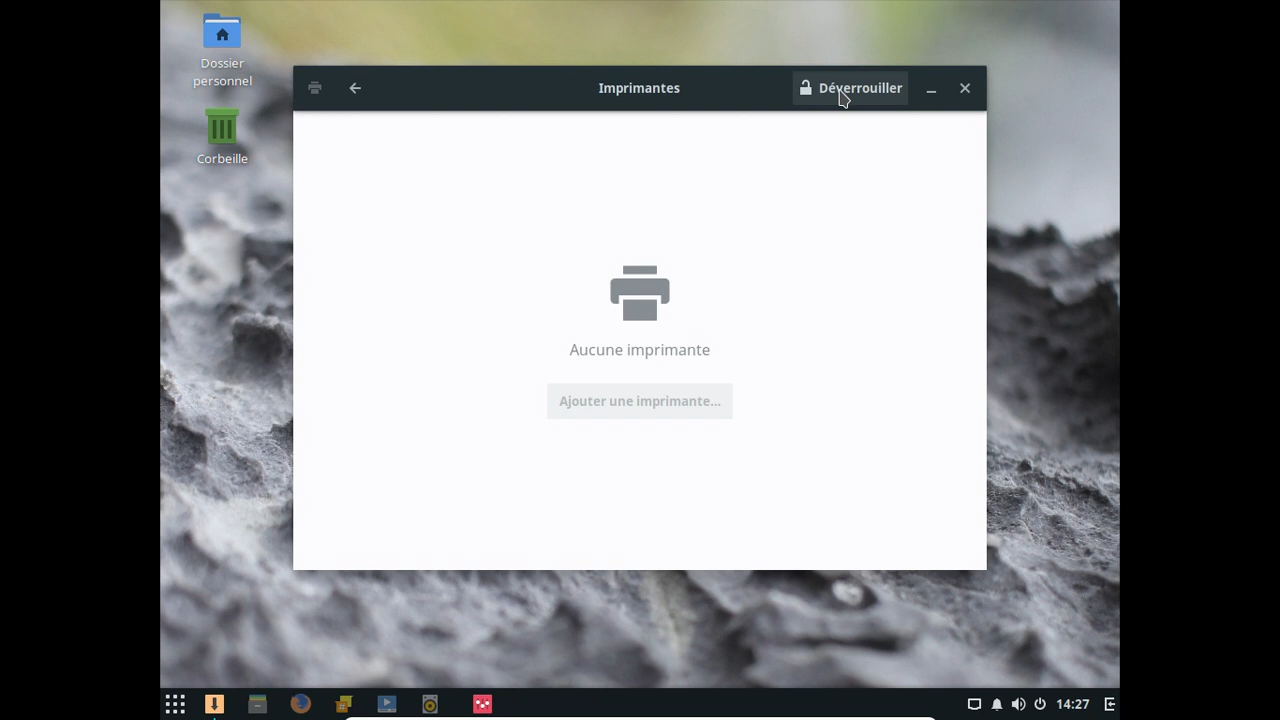 Dossier
personnel
Corbeille
Imprimantes
Déverrouiller
Aucune imprimante
Ajouter une imprimante...
14:27